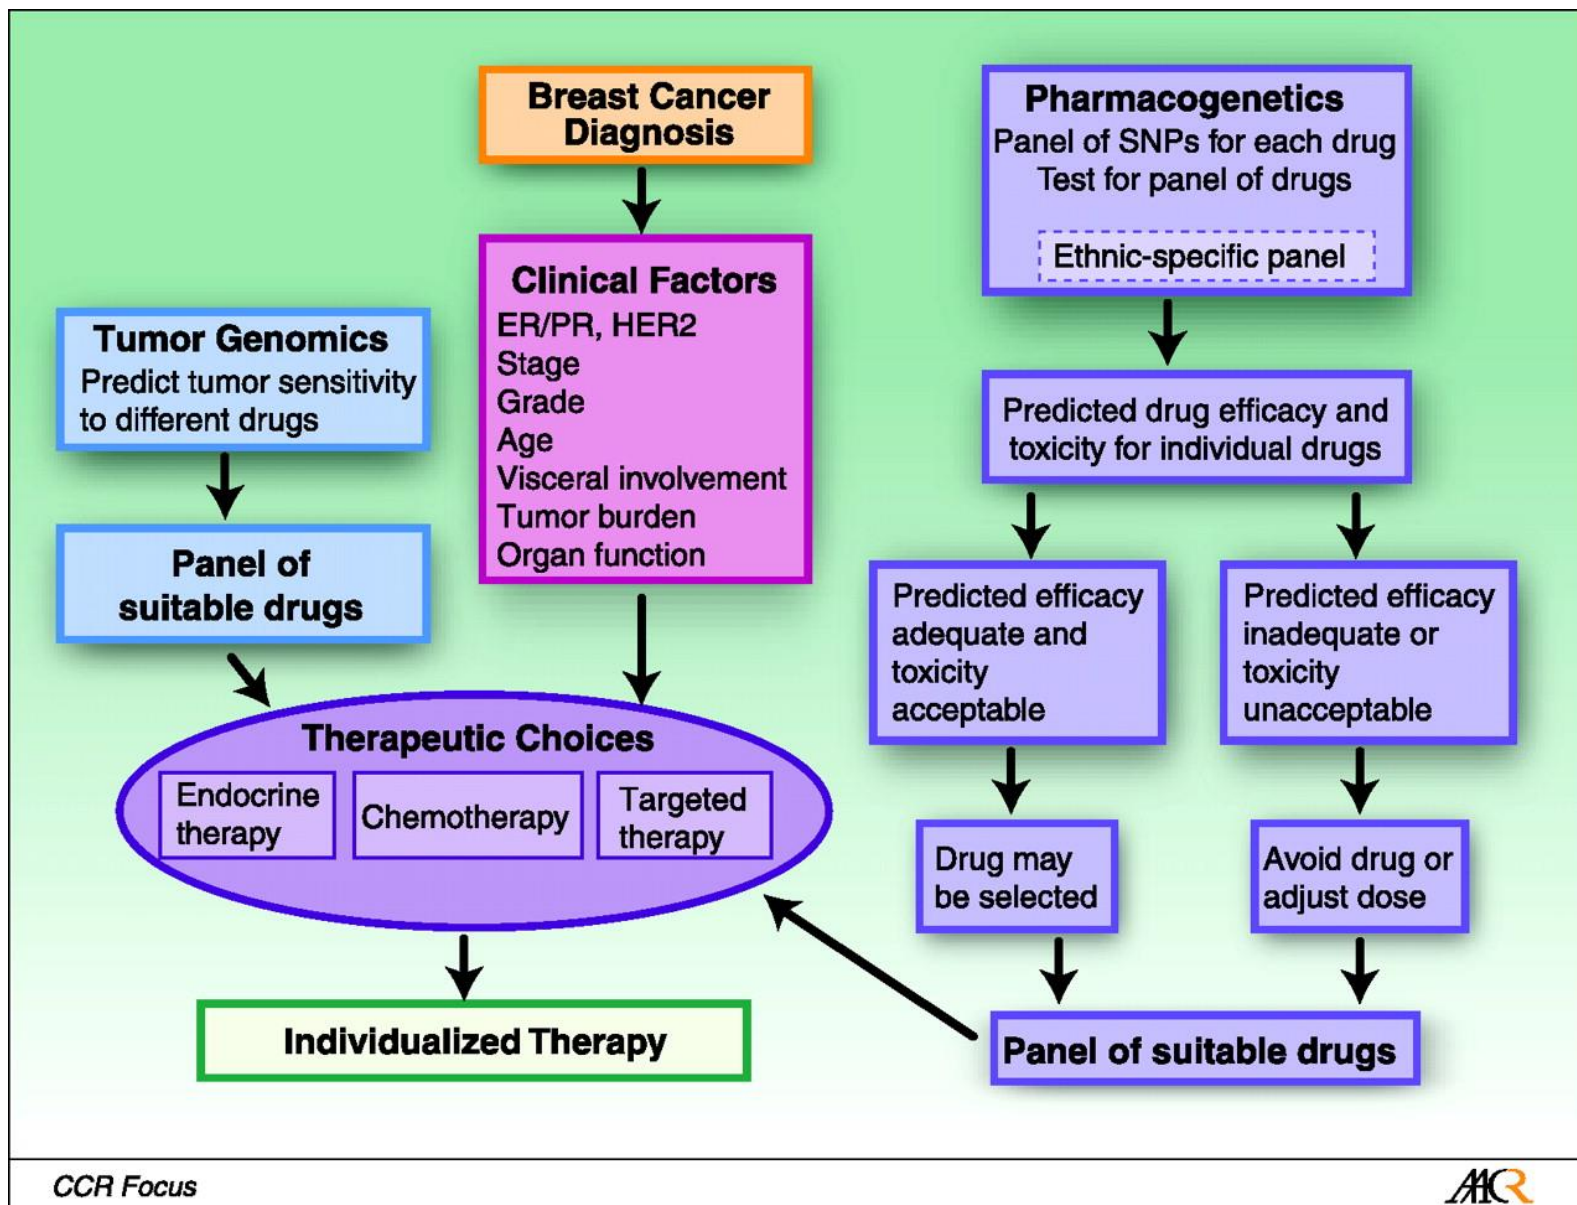 Breast Cancer
Diagnosis
Pharmacogenetics
Panel of SNPs for each drug
Test for panel of drugs
Ethnic-specific panel
Clinical Factors
ER/PR, HER2
Stage
Grade
Age
Visceral involvement
Tumor burden
Organ function
Tumor Genomics
Predict tumor sensitivity
to different drugs
Panel of
suitable drugs
Predicted drug efficacy and
toxicity for individual drugs
Predicted efficacy
adequate and
toxicity
acceptable
Predicted efficacy
inadequate or
toxicity
unacceptable
Therapeutic Choices
Endocrine
therapy
Chemotherapy
Targeted
therapy
Drug may
be selected
Avoid drug or
adjust dose
Individualized Therapy
Panel of suitable drugs
CCR Focus
AACR